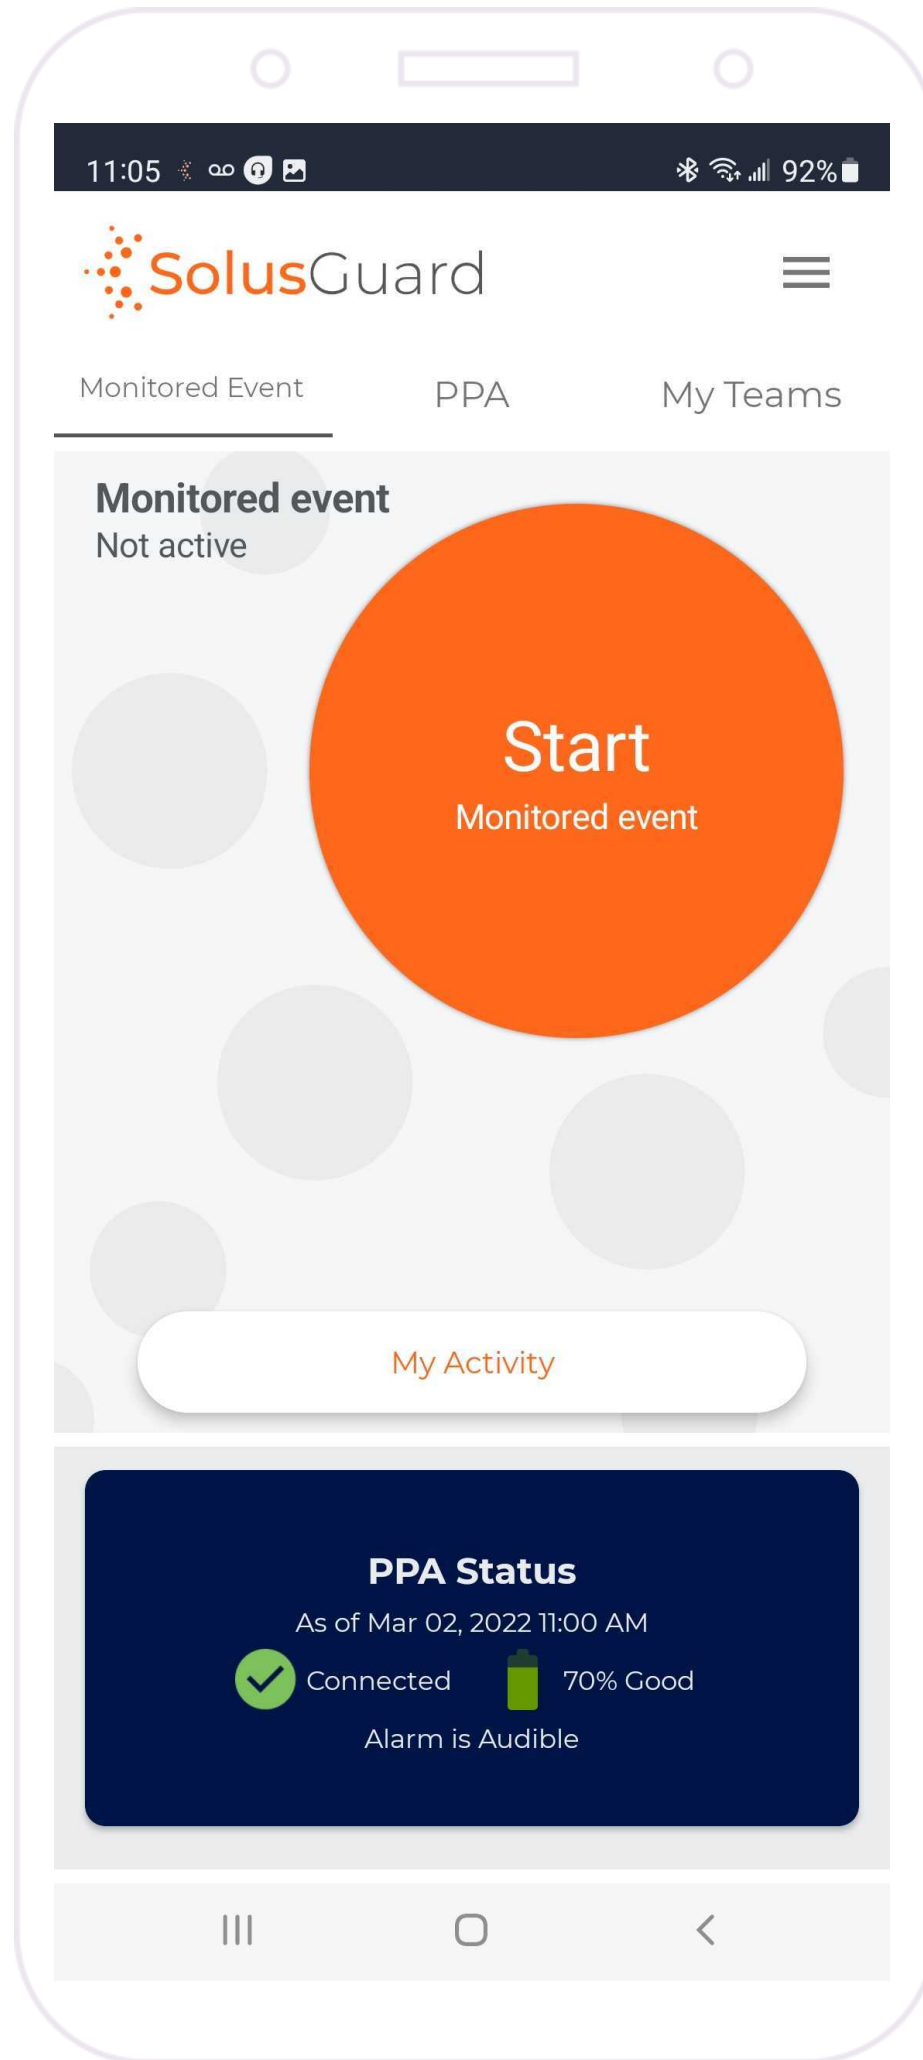 11:05
92%
SolusGuard
Monitored Event
PPA
My Teams
Monitored event
Not active
Start
Monitored event
My Activity
PPA Status
As of Mar 02, 2022 11:00 AM
Connected
70% Good
Alarm is Audible